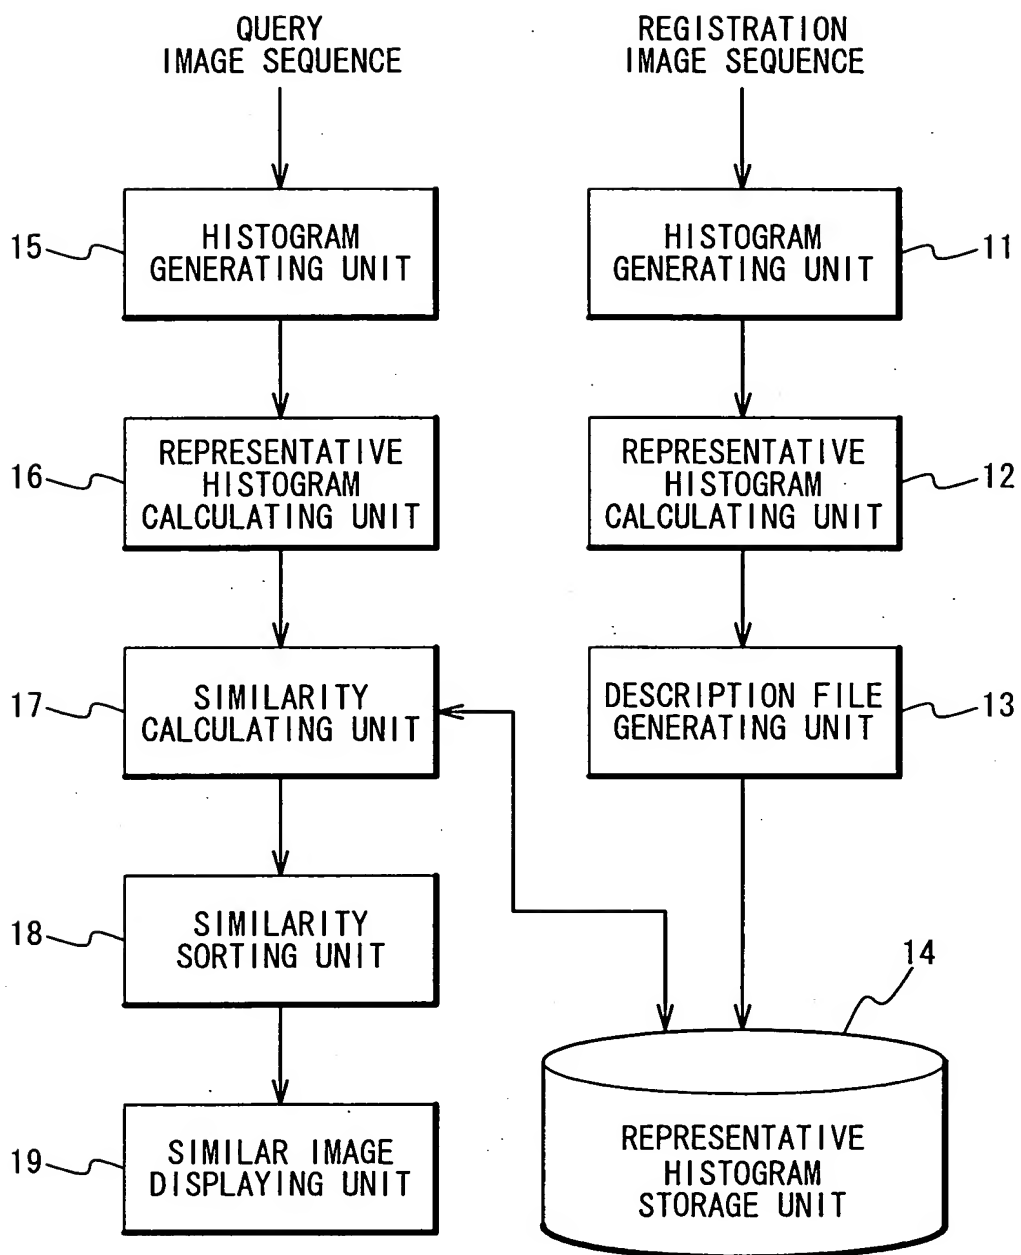 QUERY
IMAGE SEQUENCE
REGISTRATION
IMAGE SEQUENCE
15
HISTOGRAM
GENERATING UNIT
HISTOGRAM
GENERATING UNIT
11
16
REPRESENTATIVE
HISTOGRAM
CALCULATING UNIT
REPRESENTATIVE
HISTOGRAM
CALCULATING UNIT
12
17
SIMILARITY
CALCULATING UNIT
DESCRIPTION FILE
GENERATING UNIT
13
18
SIMILARITY
SORTING UNIT
14
19
SIMILAR IMAGE
DISPLAYING UNIT
REPRESENTATIVE
HISTOGRAM
STORAGE UNIT